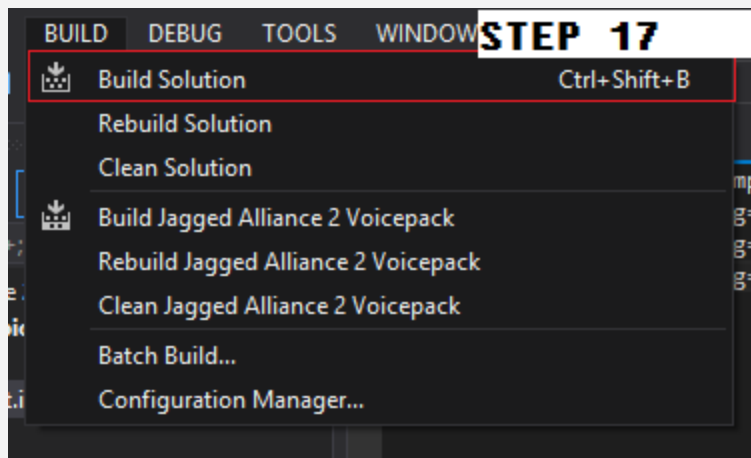 BUILD DEBUG TOOLS WINDOW STEP 17
Build Solution Ctrl+Shift+B
Rebuild Solution
Clean Solution
Build Jagged Alliance 2 Voicepack
Rebuild Jagged Alliance 2 Voicepack
Clean Jagged Alliance 2 Voicepack
Batch Build...
Configuration Manager...